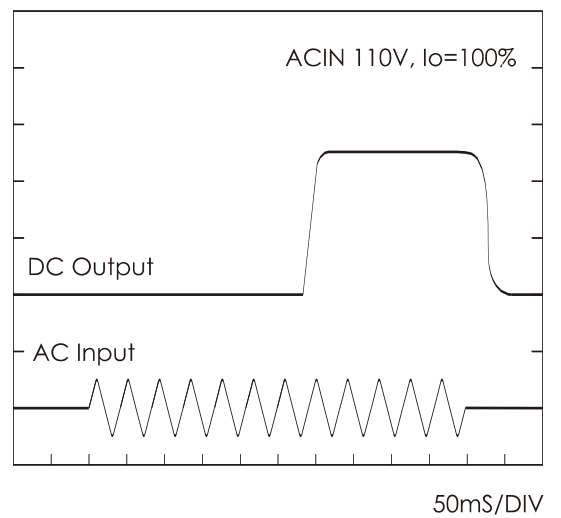 ACIN 110V, Io=100%
DC Output
AC Input
50mS/DIV